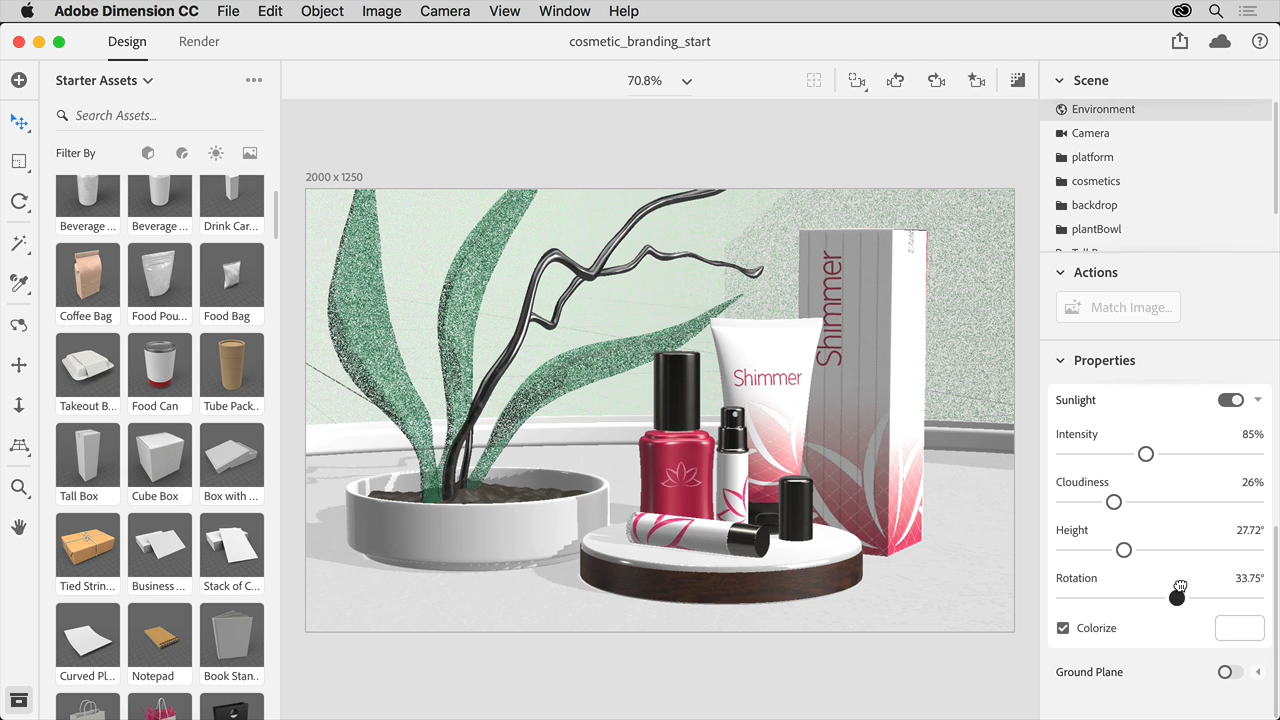 Adobe Dimension CC File Edit Object Image Camera View Window Help
Design Render cosmetic_branding_start
Starter Assets
Search Assets...
Filter By
Beverage ... Beverage ... Drink Car...
Coffee Bag Food Pou... Food Bag
Takeout B... Food Can Tube Pack..
Tall Box Cube Box Box with ...
Tied Strin... Business ... Stack of C...
Curved Pl... Notepad Book Stan..
70.8%
2000 x 1250
Shimmer
Shimmer
Scene
Environment
Camera
platform
cosmetics
backdrop
plantBowl
Actions
Match Image...
Properties
Sunlight
Intensity 85%
Cloudiness 26%
Height 27.72°
Rotation 33.75°
Colorize
Ground Plane